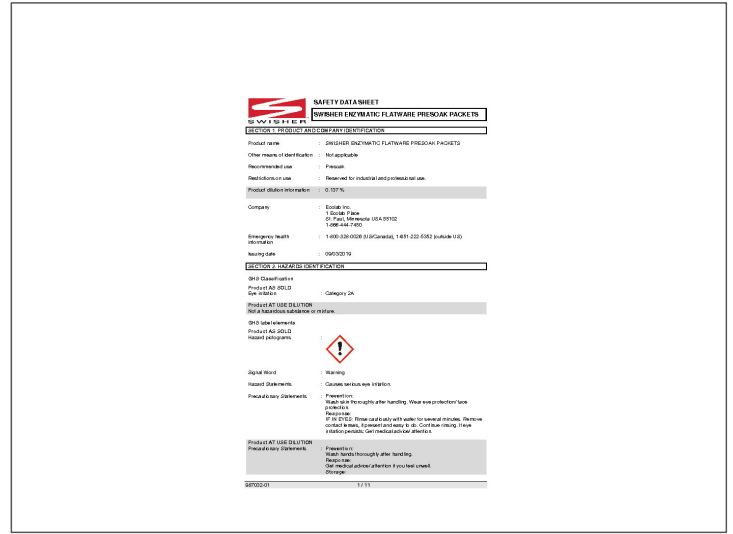 SAFETY DATA SHEET
SWISHER ENZYMATIC FLATWARE PRESOAK PACKETS
SWISHER
SECTION 1. PRODUCT AND COMPANY IDENTIFICATION
Product name : SWISHER ENZYMATIC FLATWARE PRESOAK PACKETS
Other means of identification : Not applicable
Recommended use : Presoak
Restrictions on use : Reserved for industrial and professional use.
Product dilution information : 0.137 %
Company : Ecolab Inc.
1 Ecolab Place
St. Paul, Minnesota USA 55102
1-866-444-7450
Emergency health : 1-800-328-0026 (US/Canada), 1-651-222-5352 (outside US)
information
Issuing date : 09/03/2019
SECTION 2. HAZARDS IDENTIFICATION
GHS Classification
Product AS SOLD
Eye irritation : Category 2A
Product AT USE DILUTION
Not a hazardous substance or mixture.
GHS label elements
Product AS SOLD
Hazard pictograms :
Signal Word : Warning
Hazard Statements : Causes serious eye irritation.
Precautionary Statements : Prevention:
Wash skin thoroughly after handling. Wear eye protection/ face
protection.
Response:
IF IN EYES: Rinse cautiously with water for several minutes. Remove
contact lenses, if present and easy to do. Continue rinsing. If eye
irritation persists: Get medical advice/ attention.
Product AT USE DILUTION
Precautionary Statements : Prevention:
Wash hands thoroughly after handling.
Response:
Get medical advice/ attention if you feel unwell.
Storage:
987032-01 1 / 11